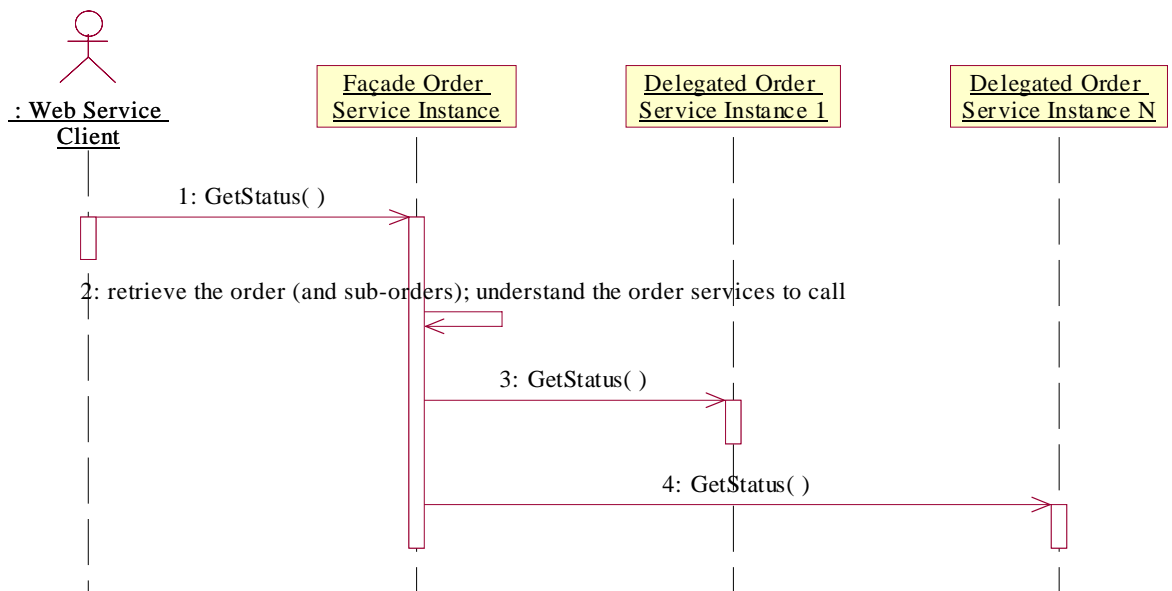 : Web Service
Client
Façade Order
Service Instance
Delegated Order
Service Instance 1
Delegated Order
Service Instance N
1: GetStatus( )
2: retrieve the order (and sub-orders); understand the order services to call
3: GetStatus( )
4: GetStatus( )